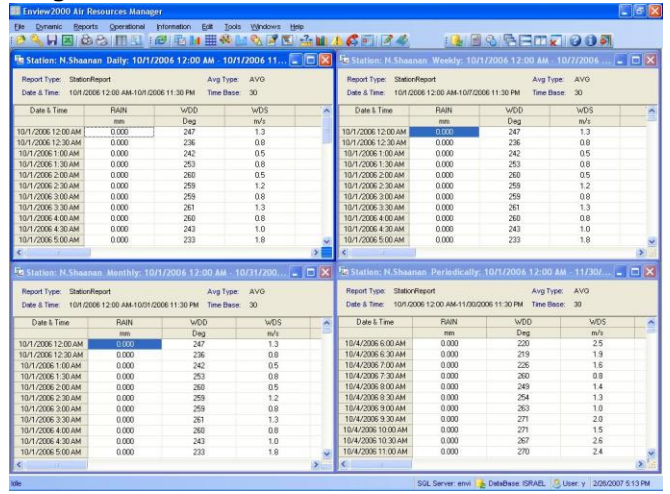 Enview2000 Air Resources Manager
File Dynamic Reports Operational Information Edit Tools Windows Help
Station: N.Shaanan Daily: 10/1/2006 12:00 AM - 10/1/2006 11...
Report Type: StationReport Avg Type: AVG
Date & Time: 10/1/2006 12:00 AM-10/1/2006 11:30 PM Time Base: 30
Date & Time RAIN WDD WDS
mm Deg m/s
10/1/2006 12:00 AM 0.000 247 1.3
10/1/2006 12:30 AM 0.000 236 0.8
10/1/2006 1:00 AM 0.000 242 0.5
10/1/2006 1:30 AM 0.000 253 0.8
10/1/2006 2:00 AM 0.000 260 0.5
10/1/2006 2:30 AM 0.000 259 1.2
10/1/2006 3:00 AM 0.000 259 0.8
10/1/2006 3:30 AM 0.000 261 1.3
10/1/2006 4:00 AM 0.000 260 0.8
10/1/2006 4:30 AM 0.000 243 1.0
10/1/2006 5:00 AM 0.000 233 1.8
Station: N.Shaanan Weekly: 10/1/2006 12:00 AM - 10/7/2006 ...
Report Type: StationReport Avg Type: AVG
Date & Time: 10/1/2006 12:00 AM-10/7/2006 11:30 PM Time Base: 30
Date & Time RAIN WDD WDS
mm Deg m/s
10/1/2006 12:00 AM 0.000 247 1.3
10/1/2006 12:30 AM 0.000 236 0.8
10/1/2006 1:00 AM 0.000 242 0.5
10/1/2006 1:30 AM 0.000 253 0.8
10/1/2006 2:00 AM 0.000 260 0.5
10/1/2006 2:30 AM 0.000 259 1.2
10/1/2006 3:00 AM 0.000 259 0.8
10/1/2006 3:30 AM 0.000 261 1.3
10/1/2006 4:00 AM 0.000 260 0.8
10/1/2006 4:30 AM 0.000 243 1.0
10/1/2006 5:00 AM 0.000 233 1.8
Station: N.Shaanan Monthly: 10/1/2006 12:00 AM - 10/31/200...
Report Type: StationReport Avg Type: AVG
Date & Time: 10/1/2006 12:00 AM-10/31/2006 11:30 PM Time Base: 30
Date & Time RAIN WDD WDS
mm Deg m/s
10/1/2006 12:00 AM 0.000 247 1.3
10/1/2006 12:30 AM 0.000 236 0.8
10/1/2006 1:00 AM 0.000 242 0.5
10/1/2006 1:30 AM 0.000 253 0.8
10/1/2006 2:00 AM 0.000 260 0.5
10/1/2006 2:30 AM 0.000 259 1.2
10/1/2006 3:00 AM 0.000 259 0.8
10/1/2006 3:30 AM 0.000 261 1.3
10/1/2006 4:00 AM 0.000 260 0.8
10/1/2006 4:30 AM 0.000 243 1.0
10/1/2006 5:00 AM 0.000 233 1.8
Station: N.Shaanan Periodically: 10/1/2006 12:00 AM - 11/30/...
Report Type: StationReport Avg Type: AVG
Date & Time: 10/1/2006 12:00 AM-11/30/2006 11:30 PM Time Base: 30
Date & Time RAIN WDD WDS
mm Deg m/s
10/4/2006 6:00 AM 0.000 220 2.5
10/4/2006 6:30 AM 0.000 219 1.9
10/4/2006 7:00 AM 0.000 226 1.6
10/4/2006 7:30 AM 0.000 260 0.8
10/4/2006 8:00 AM 0.000 249 1.4
10/4/2006 8:30 AM 0.000 254 1.3
10/4/2006 9:00 AM 0.000 263 1.0
10/4/2006 9:30 AM 0.000 271 2.0
10/4/2006 10:00 AM 0.000 271 1.5
10/4/2006 10:30 AM 0.000 267 2.6
10/4/2006 11:00 AM 0.000 270 2.4
Idle SQL Server: envi DataBase: ISRAEL User: y 2/26/2007 5:13 PM